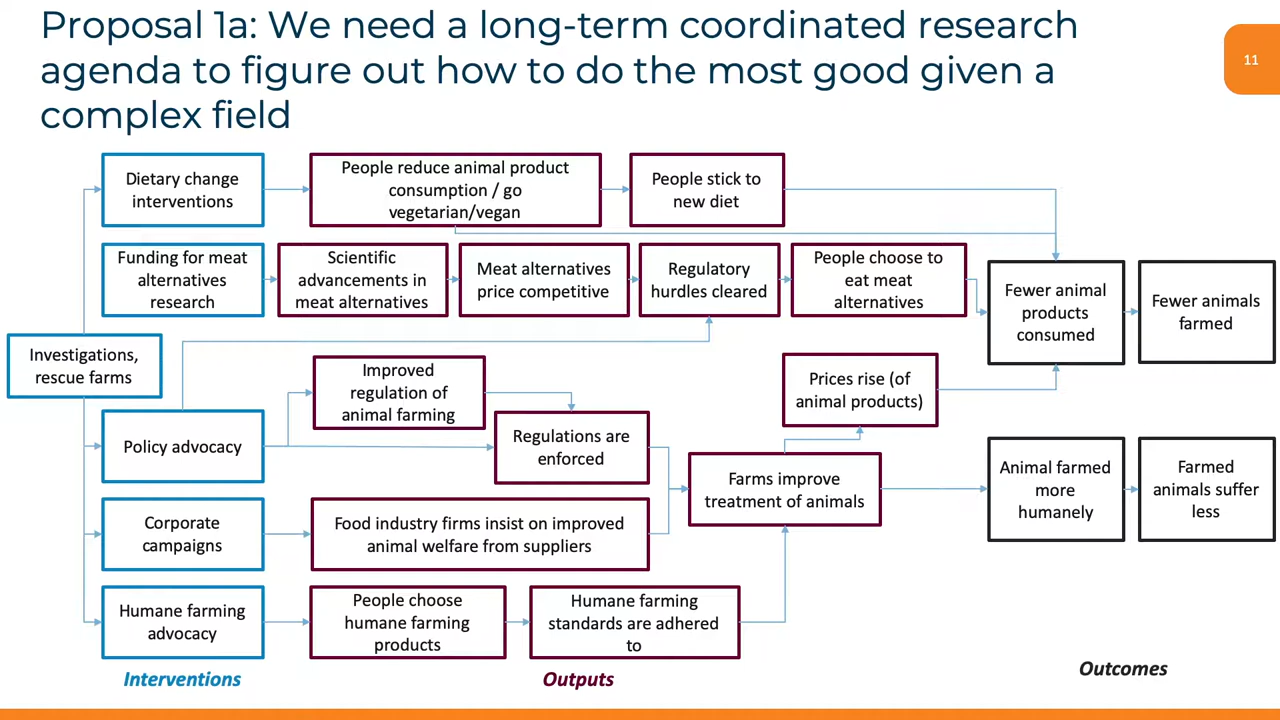 Proposal 1a: We need a long-term coordinated research
agenda to figure out how to do the most good given a
complex field
11
Dietary change
interventions
People reduce animal product
consumption / go
vegetarian/vegan
People stick to
new diet
Funding for meat
alternatives
research
Scientific
advancements in
meat alternatives
Meat alternatives
price competitive
Regulatory
hurdles cleared
People choose to
eat meat
alternatives
Fewer animal
products
consumed
Fewer animals
farmed
Investigations,
rescue farms
Improved
regulation of
animal farming
Prices rise (of
animal products)
Policy advocacy
Regulations are
enforced
Farms improve
treatment of animals
Animal farmed
more
humanely
Farmed
animals suffer
less
Corporate
campaigns
Food industry firms insist on improved
animal welfare from suppliers
Humane farming
advocacy
People choose
humane farming
products
Humane farming
standards are adhered
to
Interventions
Outputs
Outcomes